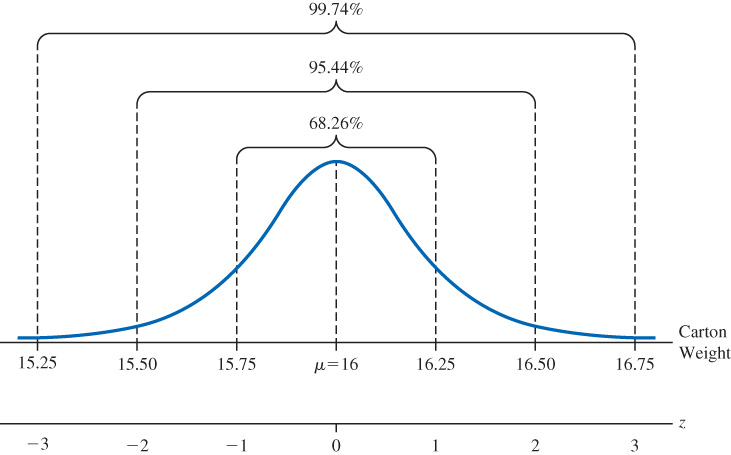 99.74%
95.44%
68.26%
Carton
Weight
15.25 15.50 15.75 μ=16 16.25 16.50 16.75
z
−3 −2 −1 0 1 2 3